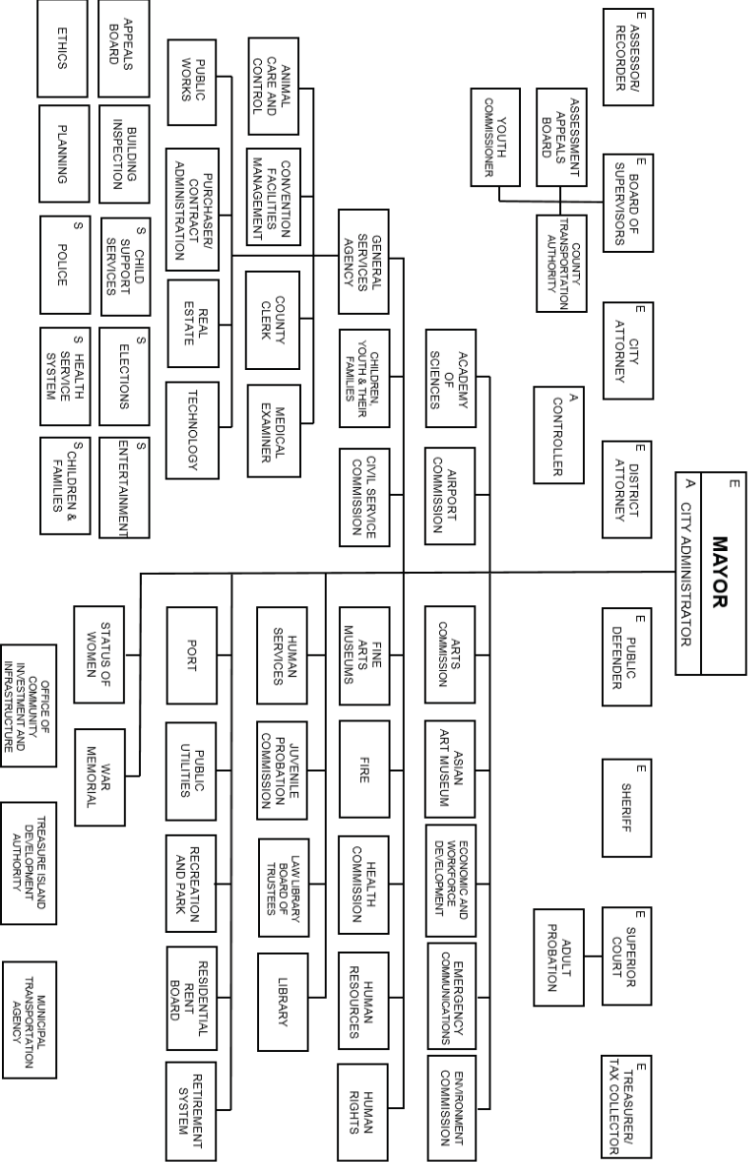 E
MAYOR
A CITY ADMINISTRATOR
E ASSESSOR/
RECORDER
E BOARD OF
SUPERVISORS
E CITY
ATTORNEY
E DISTRICT
ATTORNEY
E PUBLIC
DEFENDER
E SHERIFF
E SUPERIOR
COURT
E TREASURER/
TAX COLLECTOR
ASSESSMENT
APPEALS
BOARD
COUNTY
TRANSPORTATION
AUTHORITY
A
CONTROLLER
ADULT
PROBATION
YOUTH
COMMISSIONER
ACADEMY
OF
SCIENCES
AIRPORT
COMMISSION
ARTS
COMMISSION
ASIAN
ART MUSEUM
ECONOMIC AND
WORKFORCE
DEVELOPMENT
EMERGENCY
COMMUNICATIONS
ENVIRONMENT
COMMISSION
GENERAL
SERVICES
AGENCY
CHILDREN,
YOUTH & THEIR
FAMILIES
CIVIL SERVICE
COMMISSION
FINE
ARTS
MUSEUMS
FIRE
HEALTH
COMMISSION
HUMAN
RESOURCES
HUMAN
RIGHTS
ANIMAL
CARE AND
CONTROL
CONVENTION
FACILITIES
MANAGEMENT
COUNTY
CLERK
MEDICAL
EXAMINER
HUMAN
SERVICES
JUVENILE
PROBATION
COMMISSION
LAW LIBRARY
BOARD OF
TRUSTEES
LIBRARY
PUBLIC
WORKS
PURCHASER/
CONTRACT
ADMINISTRATION
REAL
ESTATE
TECHNOLOGY
PORT
PUBLIC
UTILITIES
RECREATION
AND PARK
RESIDENTIAL
RENT
BOARD
RETIREMENT
SYSTEM
APPEALS
BOARD
BUILDING
INSPECTION
S CHILD
SUPPORT
SERVICES
S
ELECTIONS
S
ENTERTAINMENT
STATUS OF
WOMEN
WAR
MEMORIAL
ETHICS
PLANNING
S
POLICE
S HEALTH
SERVICE
SYSTEM
S
CHILDREN &
FAMILIES
OFFICE OF
COMMUNITY
INVESTMENT AND
INFRASTRUCTURE
TREASURE ISLAND
DEVELOPMENT
AUTHORITY
MUNICIPAL
TRANSPORTATION
AGENCY